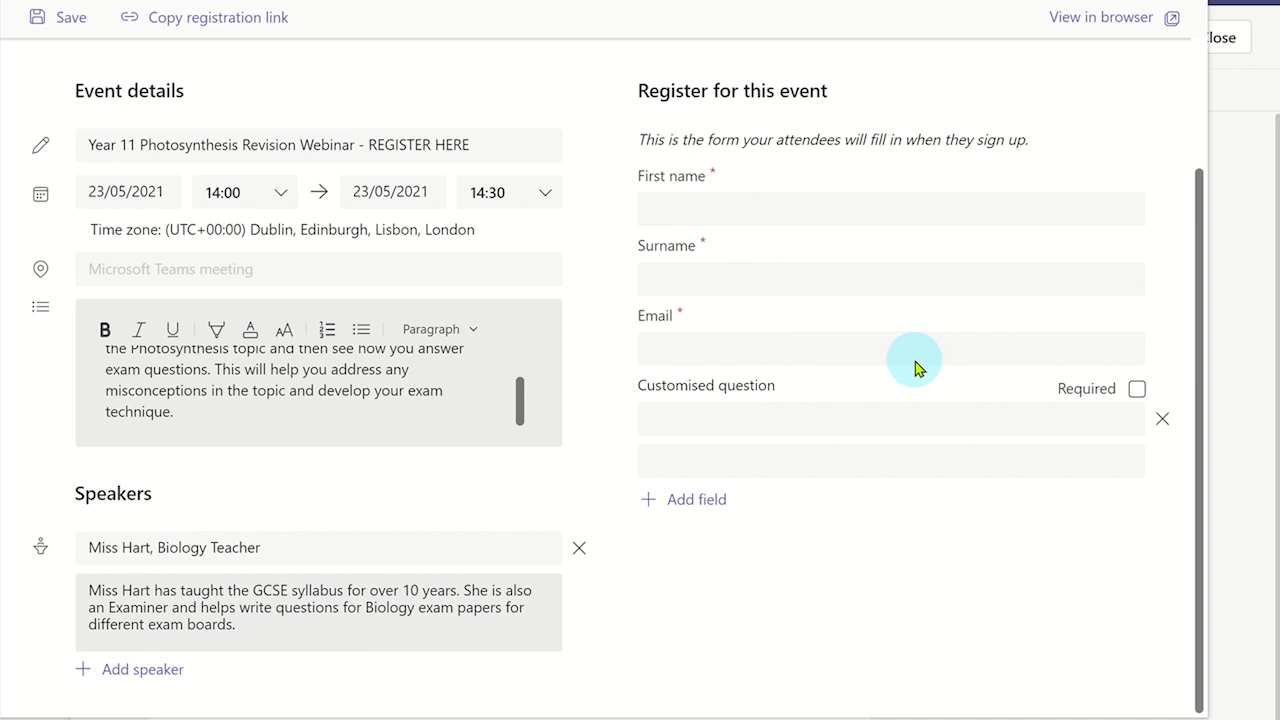 Save
Copy registration link
View in browser
Close
Event details
Year 11 Photosynthesis Revision Webinar - REGISTER HERE
23/05/2021
14:00
23/05/2021
14:30
Time zone: (UTC+00:00) Dublin, Edinburgh, Lisbon, London
Microsoft Teams meeting
B I U
Paragraph
the Photosynthesis topic and then see how you answer
exam questions. This will help you address any
misconceptions in the topic and develop your exam
technique.
Speakers
Miss Hart, Biology Teacher
Miss Hart has taught the GCSE syllabus for over 10 years. She is also
an Examiner and helps write questions for Biology exam papers for
different exam boards.
Add speaker
Register for this event
This is the form your attendees will fill in when they sign up.
First name *
Surname *
Email *
Customised question
Required
Add field